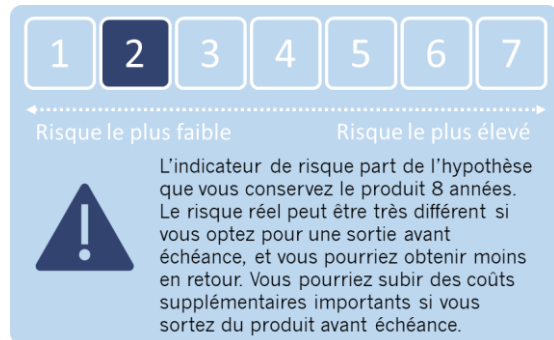 1 2 3 4 5 6 7
Risque le plus faible Risque le plus élevé
L'indicateur de risque part de l'hypothèse
que vous conservez le produit 8 années.
Le risque réel peut être très différent si
vous optez pour une sortie avant
échéance, et vous pourriez obtenir moins
en retour. Vous pourriez subir des coûts
supplémentaires importants si vous
sortez du produit avant échéance.